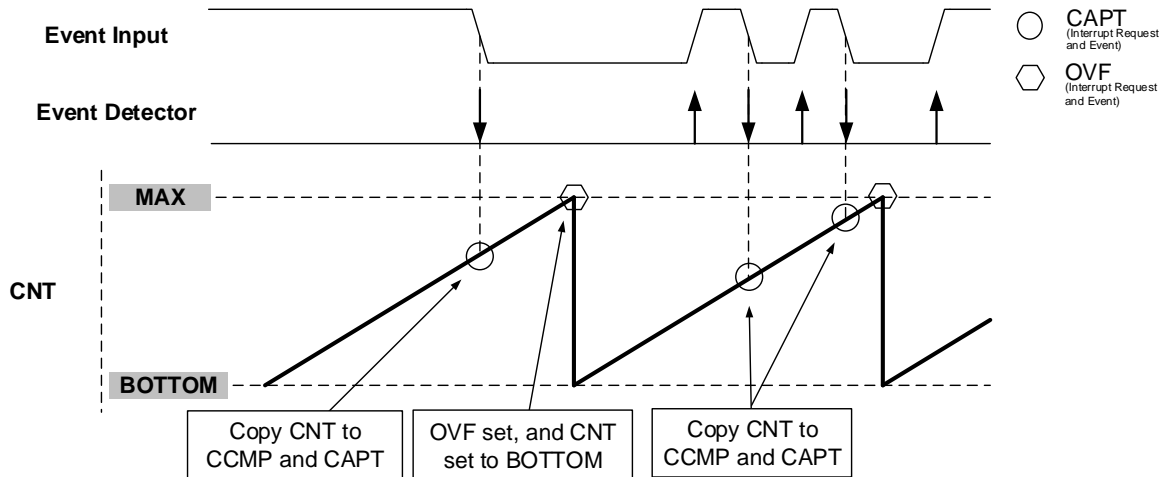 Event Input
CAPT
(Interrupt Request
and Event)
OVF
(Interrupt Request
and Event)
Event Detector
MAX
CNT
BOTTOM
Copy CNT to
CCMP and CAPT
OVF set, and CNT
set to BOTTOM
Copy CNT to
CCMP and CAPT